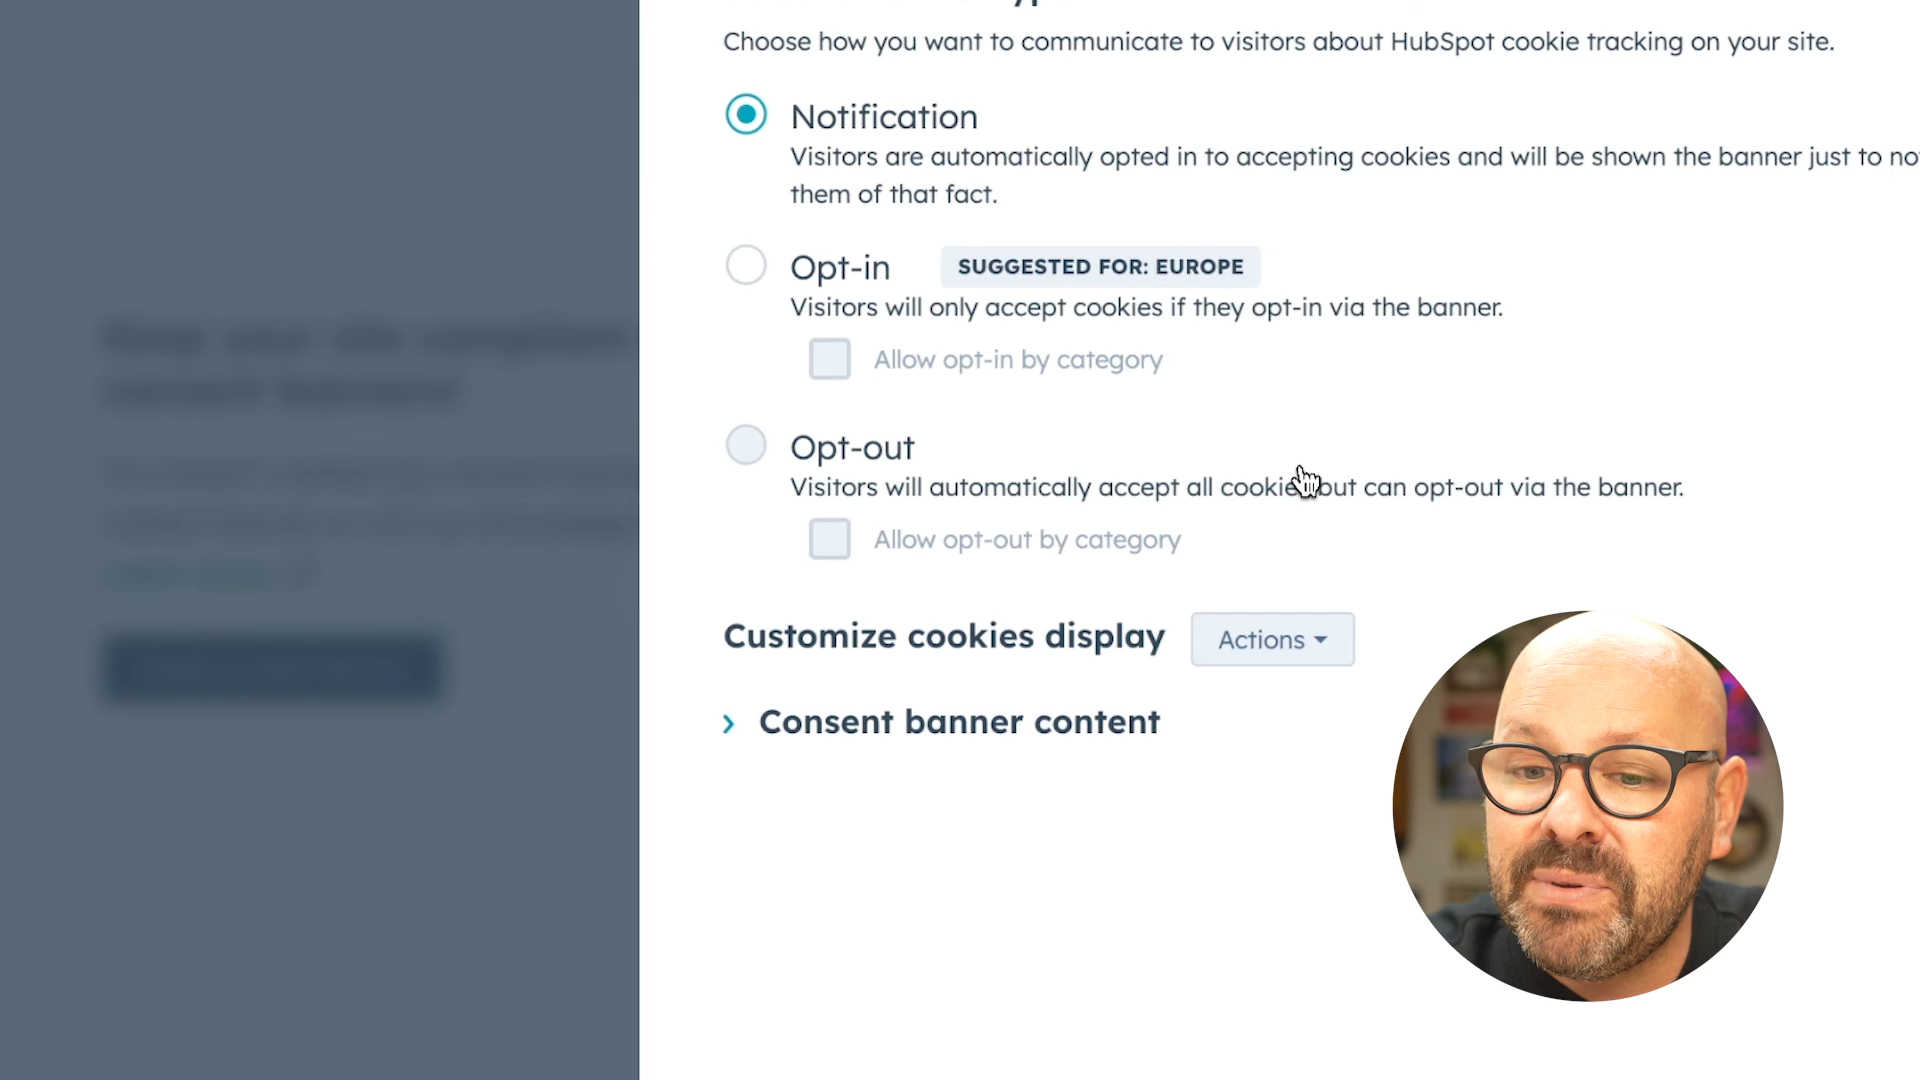 Choose how you want to communicate to visitors about HubSpot cookie tracking on your site.
Notification
Visitors are automatically opted in to accepting cookies and will be shown the banner just to
them of that fact.
Opt-in
SUGGESTED FOR: EUROPE
Visitors will only accept cookies if they opt-in via the banner.
Allow opt-in by category
Opt-out
Visitors will automatically accept all cookies but can opt-out via the banner.
Allow opt-out by category
Customize cookies display
Actions
Consent banner content